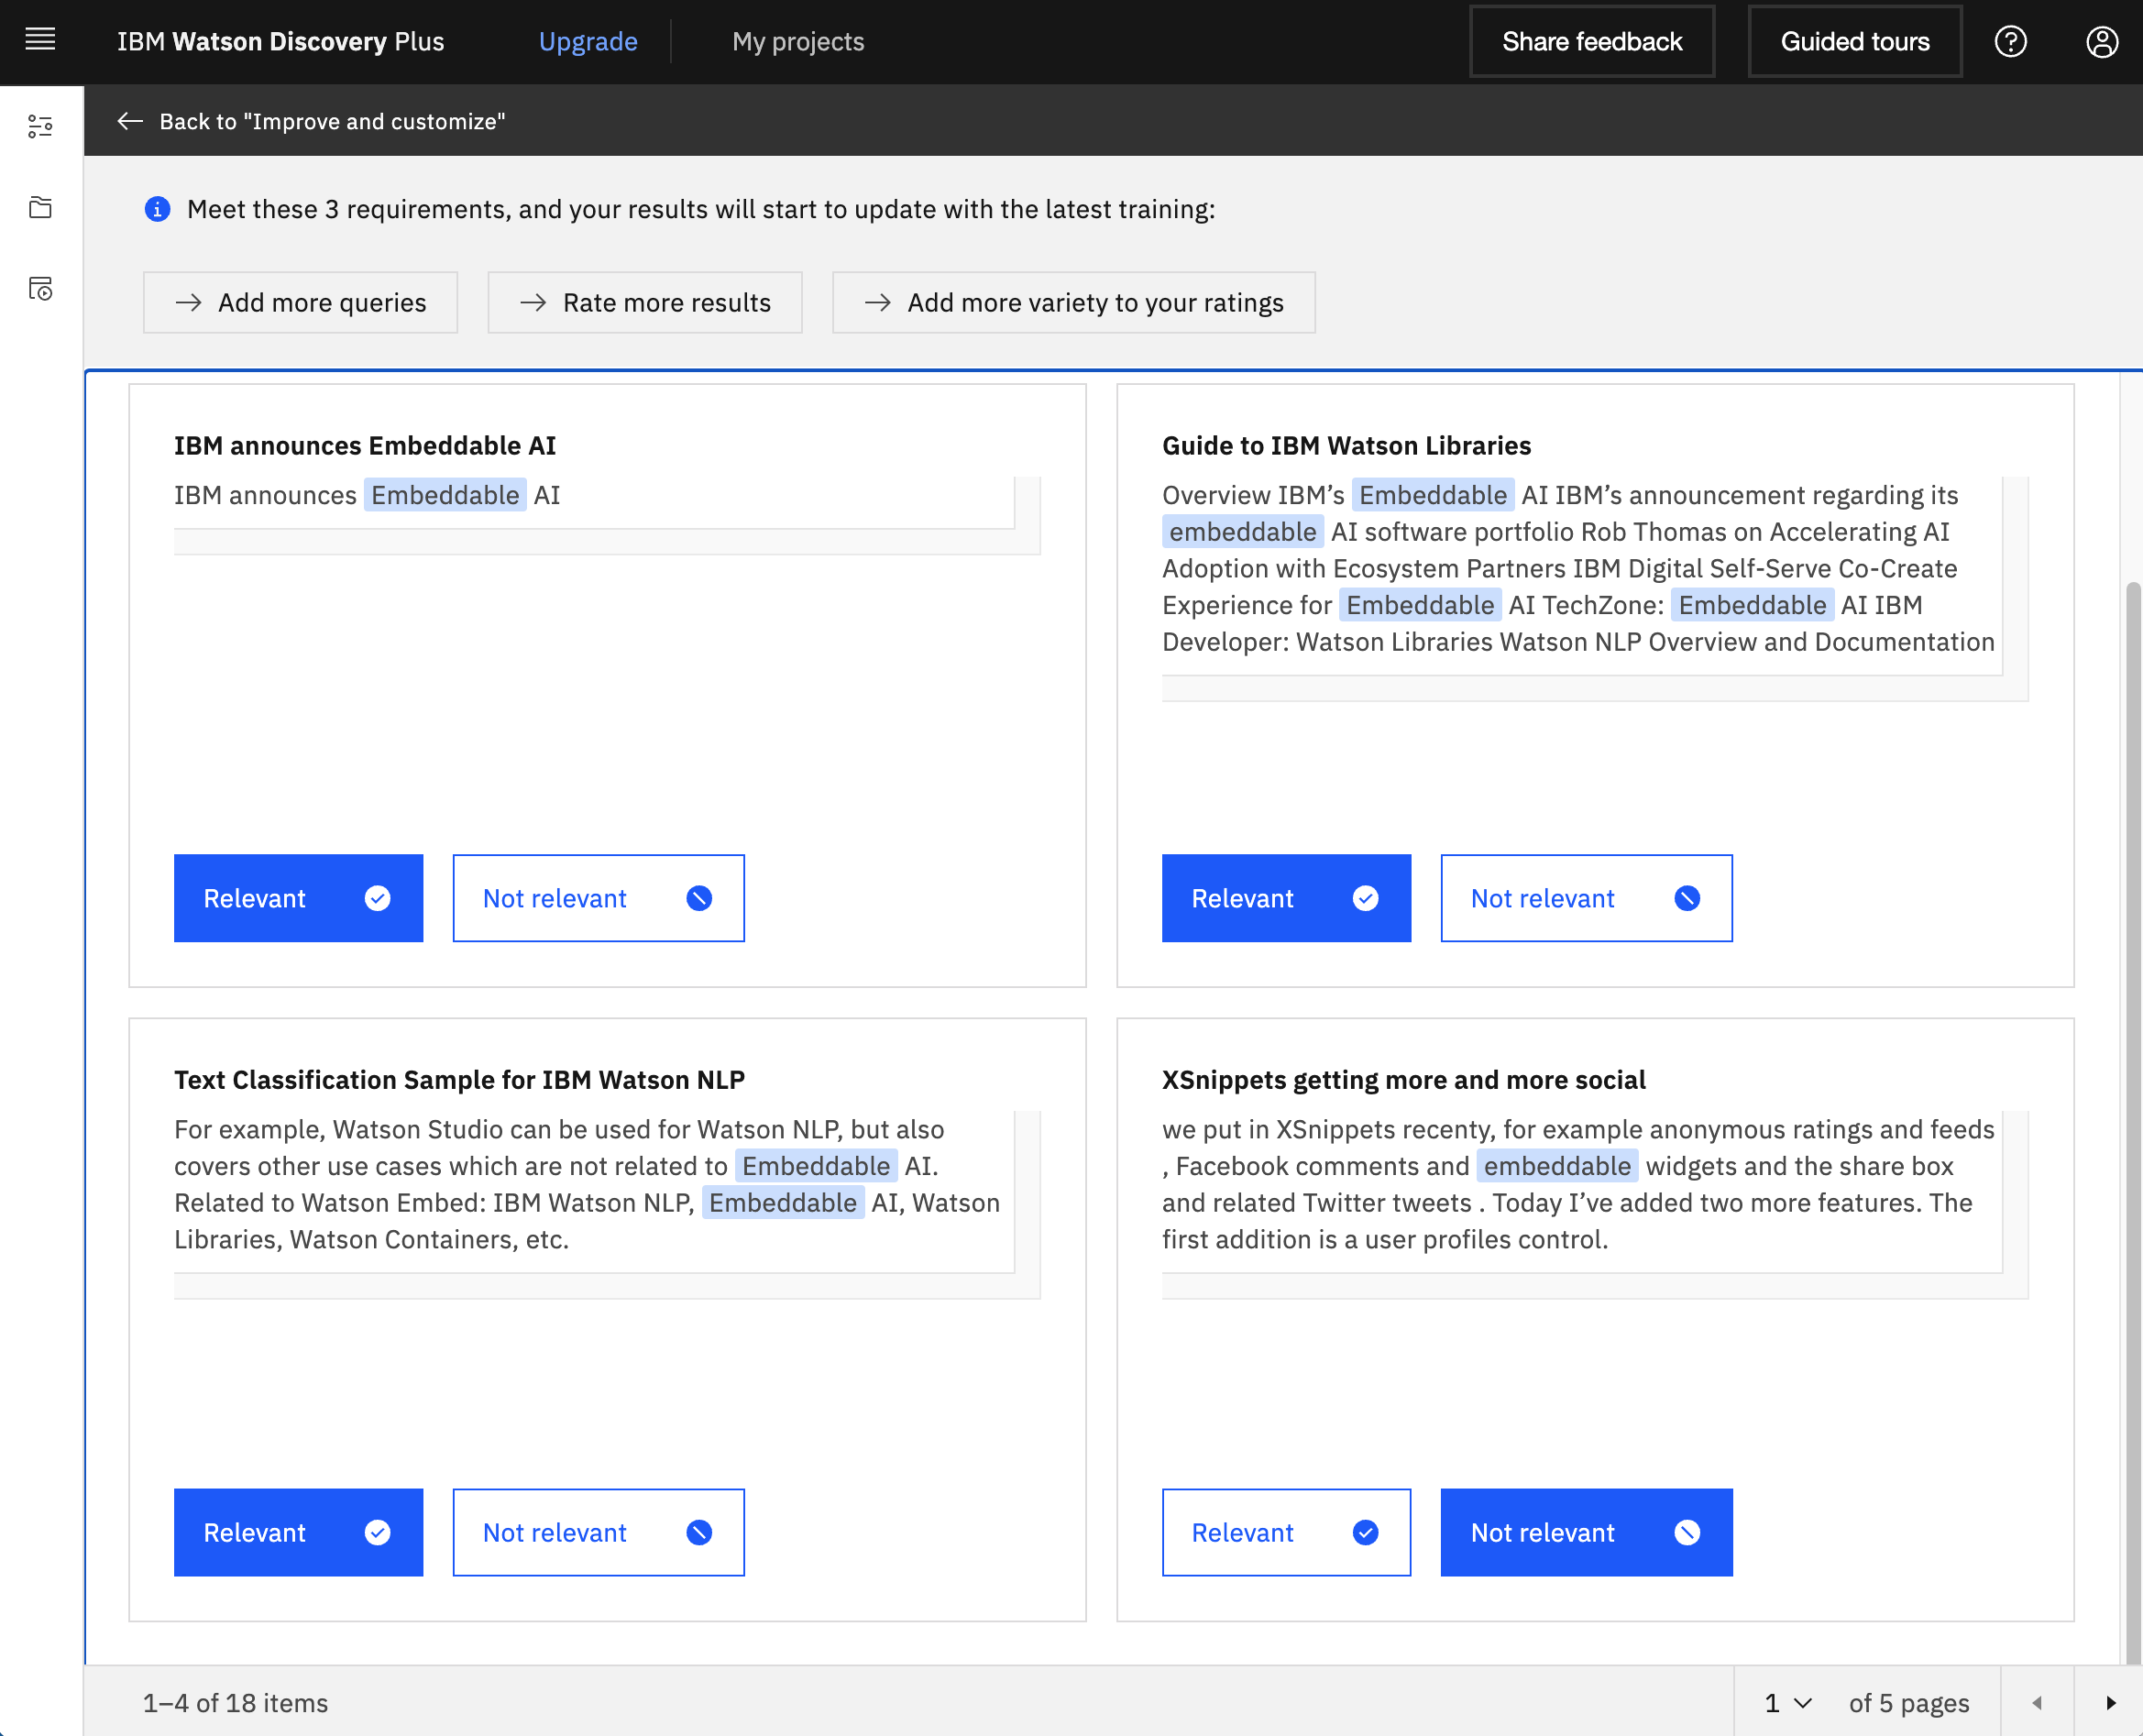 IBM Watson Discovery Plus Upgrade My projects Share feedback Guided tours
Back to "Improve and customize"
Meet these 3 requirements, and your results will start to update with the latest training:
Add more queries Rate more results Add more variety to your ratings
IBM announces Embeddable AI
IBM announces Embeddable AI
Relevant Not relevant
Guide to IBM Watson Libraries
Overview IBM’s Embeddable AI IBM’s announcement regarding its
embeddable AI software portfolio Rob Thomas on Accelerating AI
Adoption with Ecosystem Partners IBM Digital Self-Serve Co-Create
Experience for Embeddable AI TechZone: Embeddable AI IBM
Developer: Watson Libraries Watson NLP Overview and Documentation
Relevant Not relevant
Text Classification Sample for IBM Watson NLP
For example, Watson Studio can be used for Watson NLP, but also
covers other use cases which are not related to Embeddable AI.
Related to Watson Embed: IBM Watson NLP, Embeddable AI, Watson
Libraries, Watson Containers, etc.
Relevant Not relevant
XSnippets getting more and more social
we put in XSnippets recenty, for example anonymous ratings and feeds
, Facebook comments and embeddable widgets and the share box
and related Twitter tweets . Today I’ve added two more features. The
first addition is a user profiles control.
Relevant Not relevant
1–4 of 18 items 1 of 5 pages